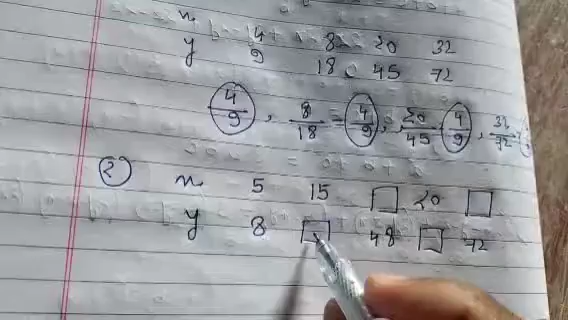 x 4 8 20 32
y 9 18 45 72
4/9, 8/18 = 4/9, 20/45 4/9, 32/72
(2) x 5 15 □ 20 □
y 8 □ 48 □ 72